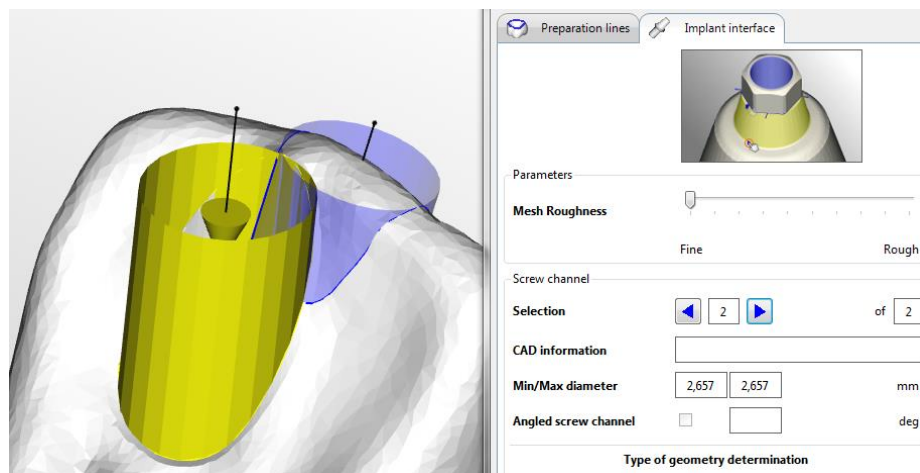 Preparation lines
Implant interface
Parameters
Mesh Roughness
Fine
Rough
Screw channel
Selection
2
of 2
CAD information
Min/Max diameter
2,657
2,657
mm
Angled screw channel
deg
Type of geometry determination